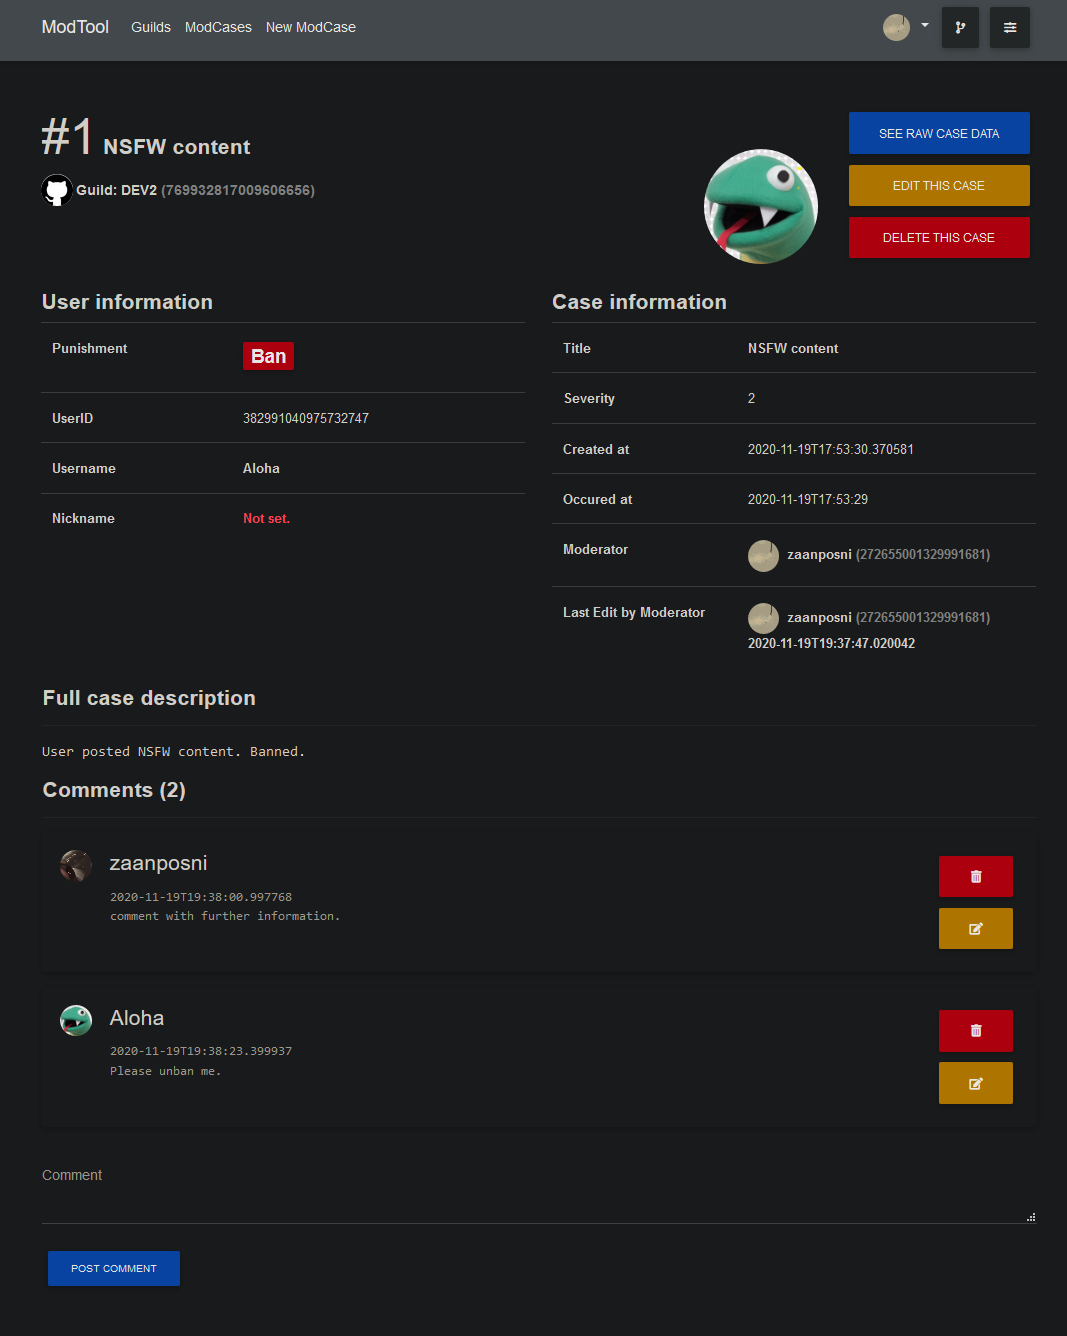 ModTool Guilds ModCases New ModCase
#1 NSFW content
Guild: DEV2 (769932817009606656)
SEE RAW CASE DATA
EDIT THIS CASE
DELETE THIS CASE
User information
Punishment Ban
UserID 382991040975732747
Username Aloha
Nickname Not set.
Case information
Title NSFW content
Severity 2
Created at 2020-11-19T17:53:30.370581
Occured at 2020-11-19T17:53:29
Moderator zaanposni (272655001329991681)
Last Edit by Moderator zaanposni (272655001329991681)
2020-11-19T19:37:47.020042
Full case description
User posted NSFW content. Banned.
Comments (2)
zaanposni
2020-11-19T19:38:00.997768
comment with further information.
Aloha
2020-11-19T19:38:23.399937
Please unban me.
Comment
POST COMMENT